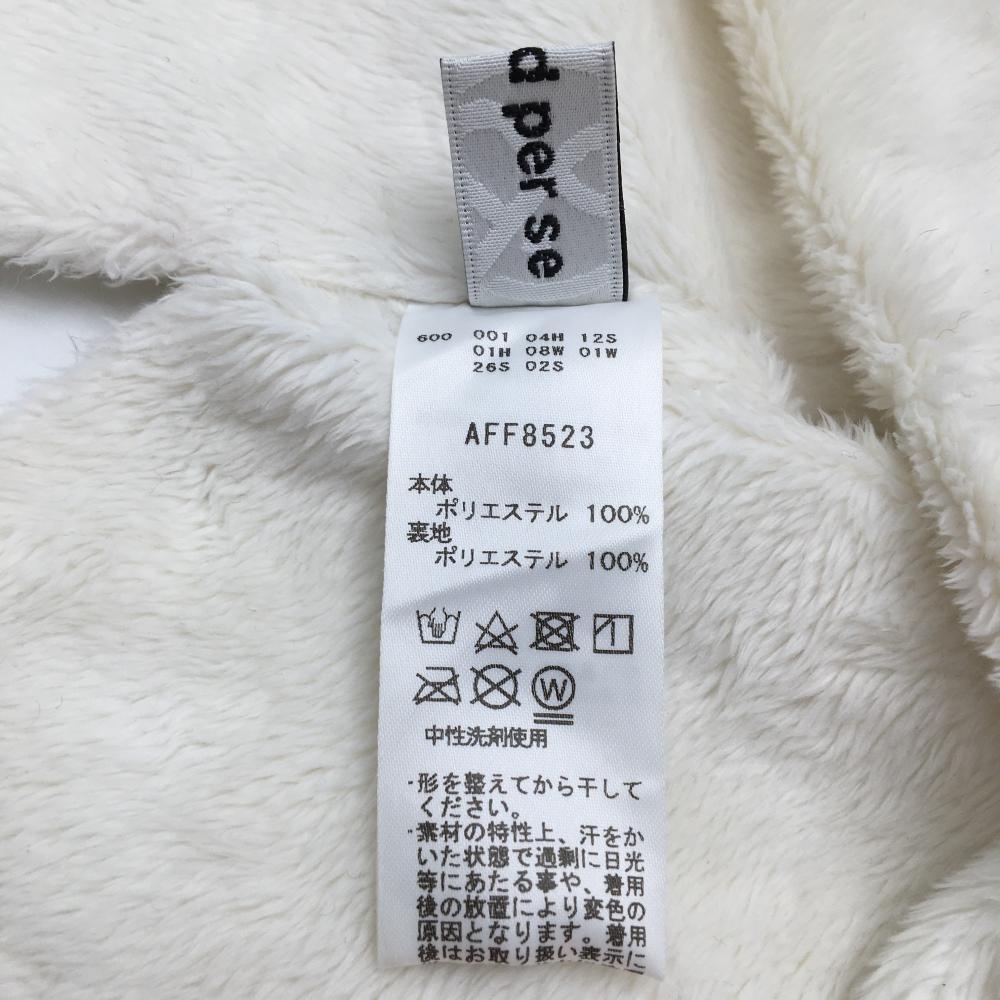 d per se
600 001 04H 12S
01H 08W 01W
26S 02S
AFF8523
本体
ポリエステル 100%
裏地
ポリエステル 100%
W
中性洗剤使用
・形を整えてから干して
ください。
・素材の特性上、汗をか
いた状態で過剰に日光
等にあたる事や、着用
後の放置により変色の
原因となります。着用
後はお取り扱い表示に